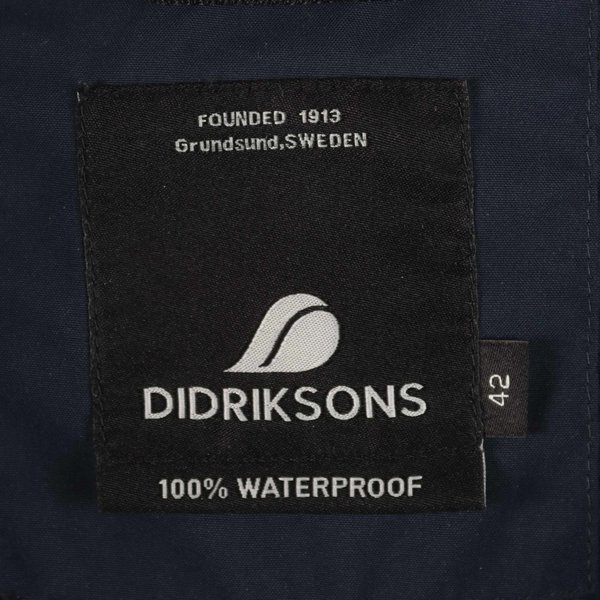 FOUNDED 1913
Grundsund,SWEDEN
DIDRIKSONS
42
100% WATERPROOF